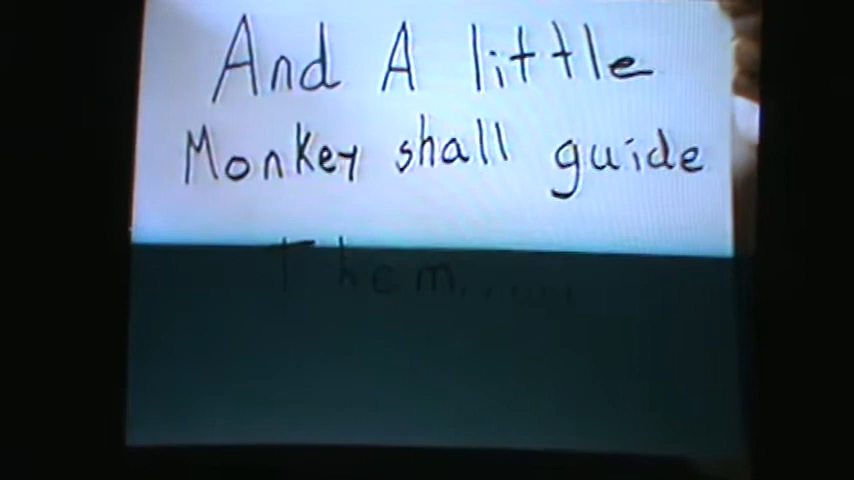 And A little
Monkey shall guide
Them.......